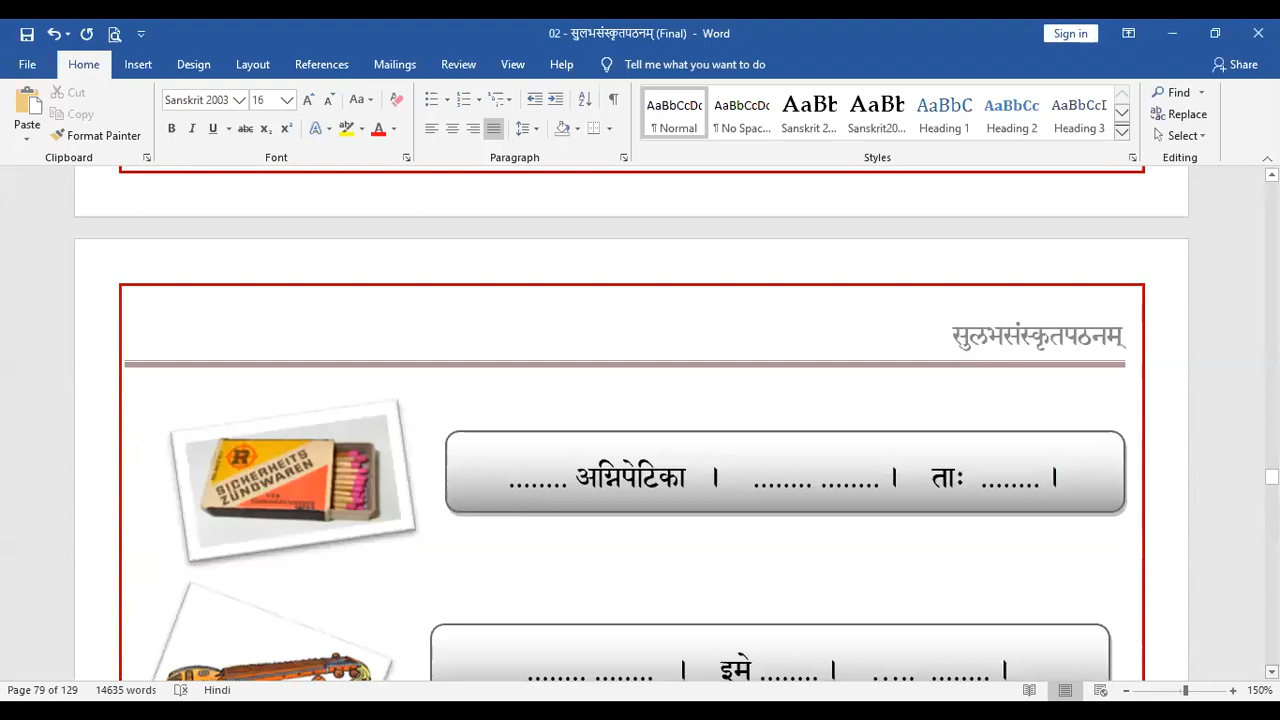 02 - सुलभसंस्कृतपठनम् (Final) - Word
Sign in
File Home Insert Design Layout References Mailings Review View Help Tell me what you want to do Share
Paste Cut Copy Format Painter
Sanskrit 2003 16
AaBbCcDc ¶ Normal
AaBbCcDc ¶ No Spac...
AaBb Sanskrit 2...
AaBb Sanskrit20...
AaBbC Heading 1
AaBbCc Heading 2
AaBbCcD Heading 3
Find Replace Select
Clipboard Font Paragraph Styles Editing
सुलभसंस्कृतपठनम्
SICHERHEITS
ZÜNDWAREN
........ अग्निपेटिका । ........ ........ । ताः ........ ।
........ ........ । इमे ........ । ..... ........ ।
Page 79 of 129 14635 words Hindi 150%